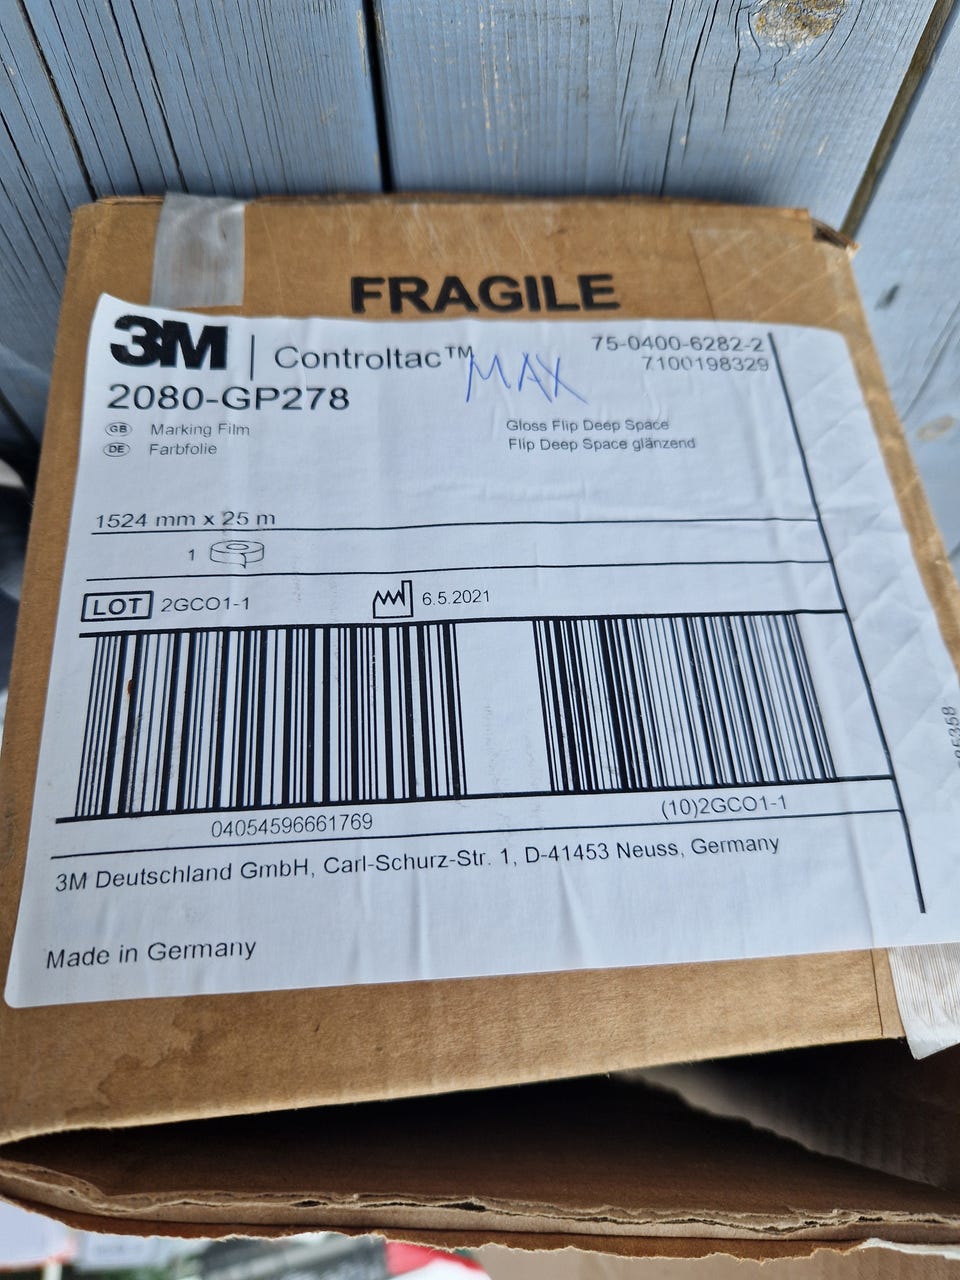 FRAGILE
3M | Controltac™ MAX
75-0400-6282-2
7100198329
2080-GP278
GB Marking Film
DE Farbfolie
Gloss Flip Deep Space
Flip Deep Space glänzend
1524 mm x 25 m
1
LOT 2GCO1-1
6.5.2021
04054596661769
(10)2GCO1-1
3M Deutschland GmbH, Carl-Schurz-Str. 1, D-41453 Neuss, Germany
Made in Germany